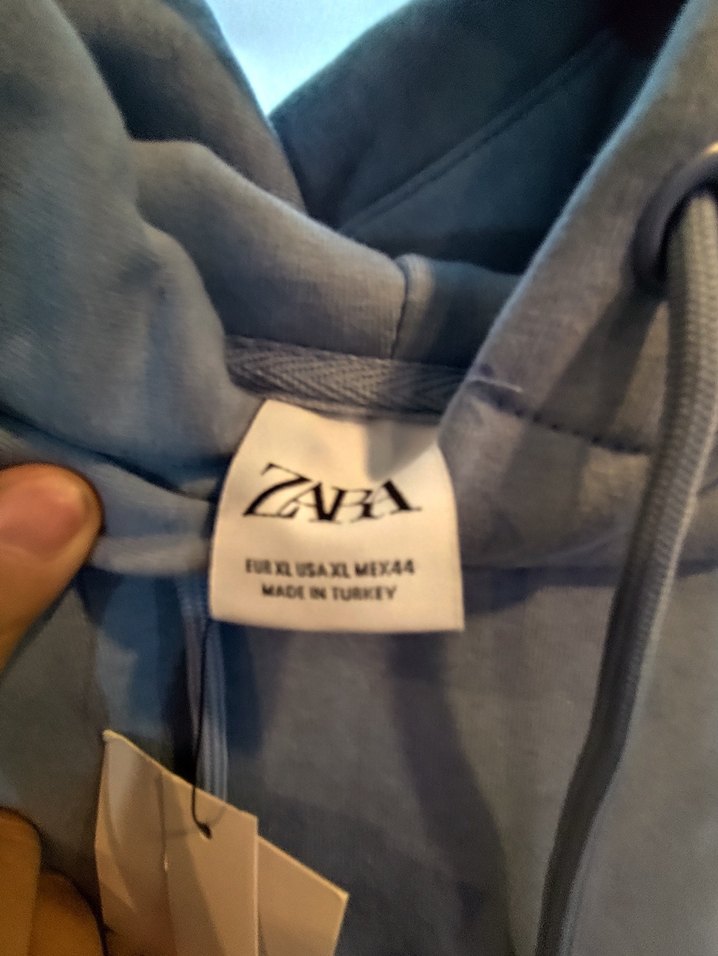 ZARA
EUR XL USA XL MEX 44
MADE IN TURKEY